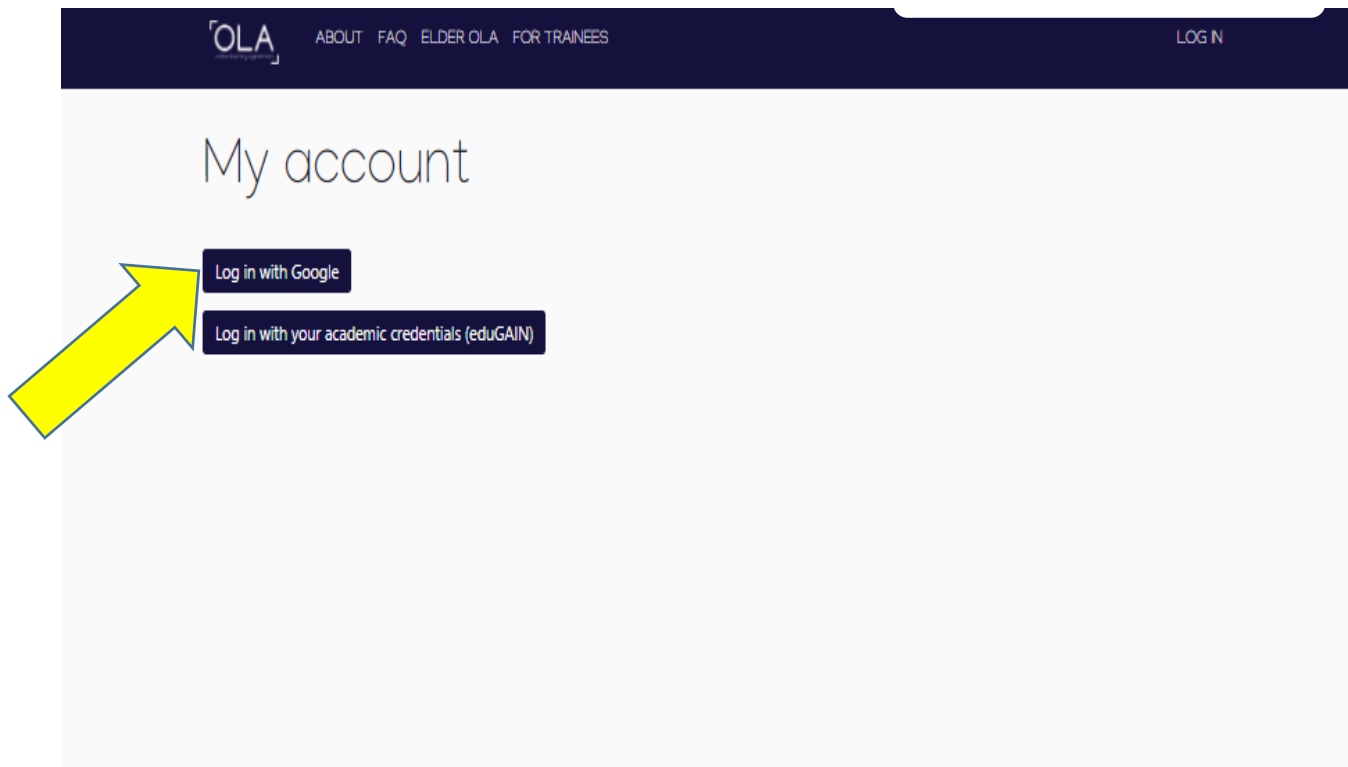 OLA
ABOUT FAQ ELDER OLA FOR TRAINEES
LOG IN
My account
Log in with Google
Log in with your academic credentials (eduGAIN)